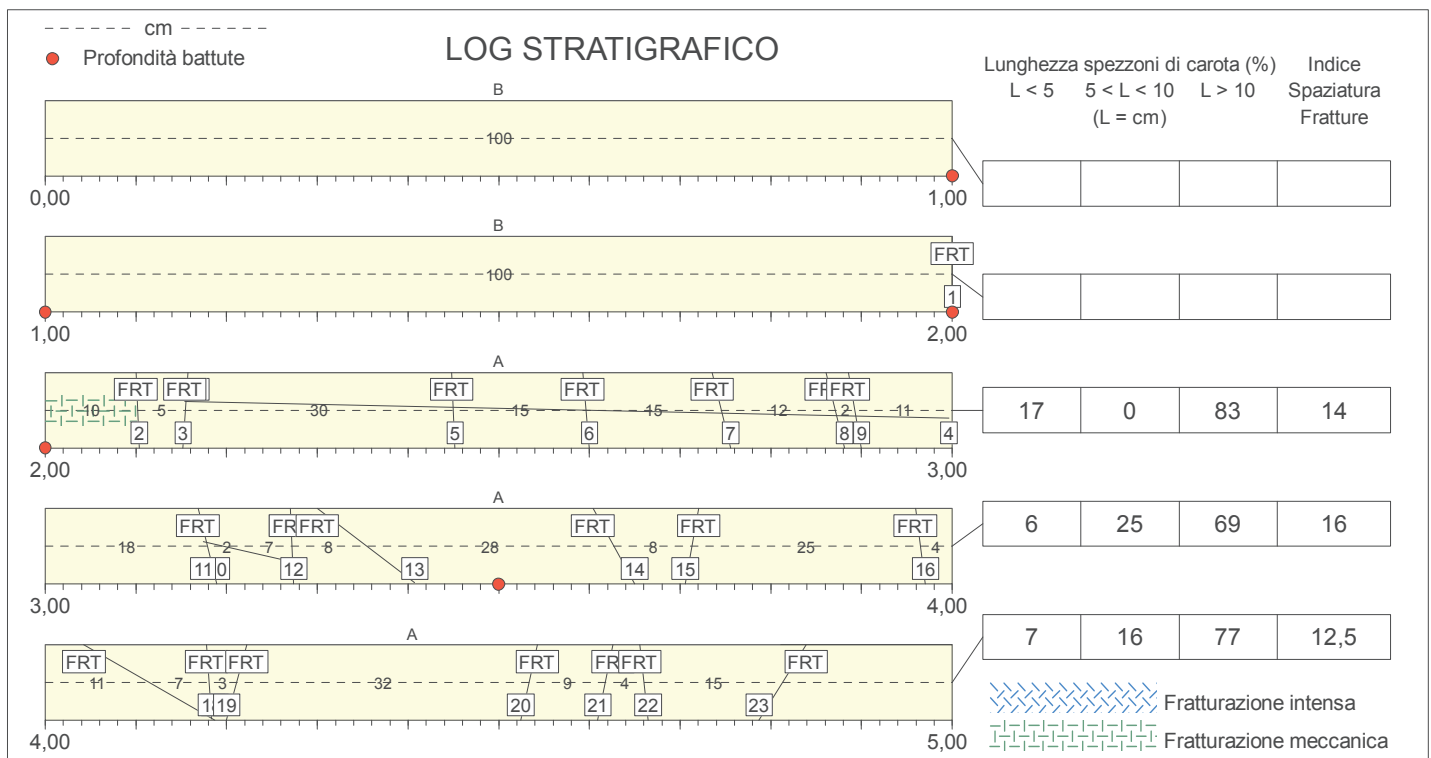 cm
Profondità battute
LOG STRATIGRAFICO
Lunghezza spezzoni di carota (%) Indice
L < 5 5 < L < 10 L > 10 Spaziatura
(L = cm) Fratture
B
100
0,00 1,00
B
FRT
100
1
1,00 2,00
A
FRT FRT FRT FRT FRT FRT
10 5 30 15 15 12 2 11
2 3 5 6 7 8 9 4
17 0 83 14
2,00 3,00
A
FRT FRT FRT FRT FRT
18 2 7 8 28 8 25 4
11 0 12 13 14 15 16
6 25 69 16
3,00 4,00
A
FRT FRT FRT FRT FRT FRT
11 7 3 32 9 4 15
19 20 21 22 23
7 16 77 12,5
4,00 5,00
Fratturazione intensa
Fratturazione meccanica